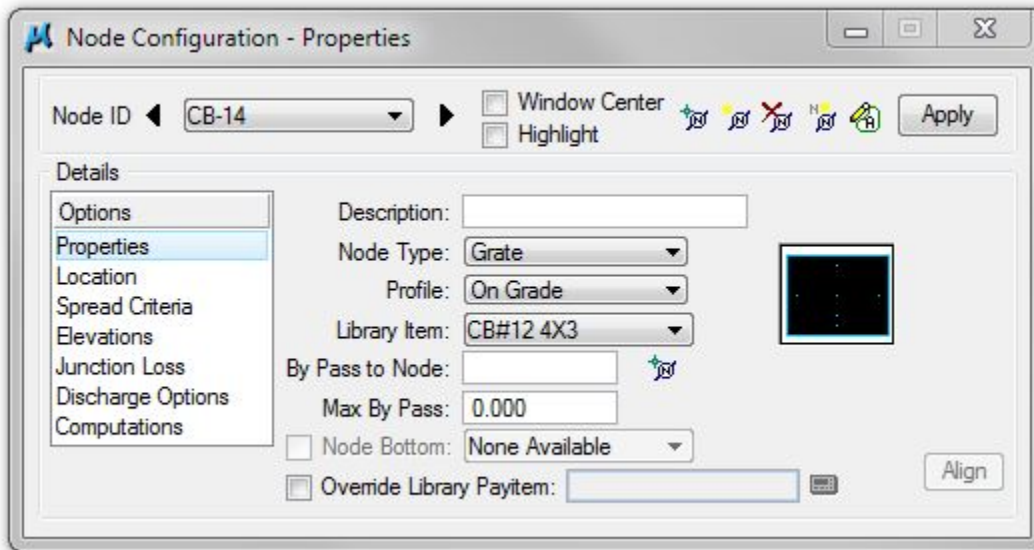 Node Configuration - Properties
Node ID CB-14 Window Center Apply
Highlight
Details
Options
Properties
Location
Spread Criteria
Elevations
Junction Loss
Discharge Options
Computations
Description:
Node Type: Grate
Profile: On Grade
Library Item: CB#12 4X3
By Pass to Node:
Max By Pass: 0.000
Node Bottom: None Available
Override Library Payitem:
Align